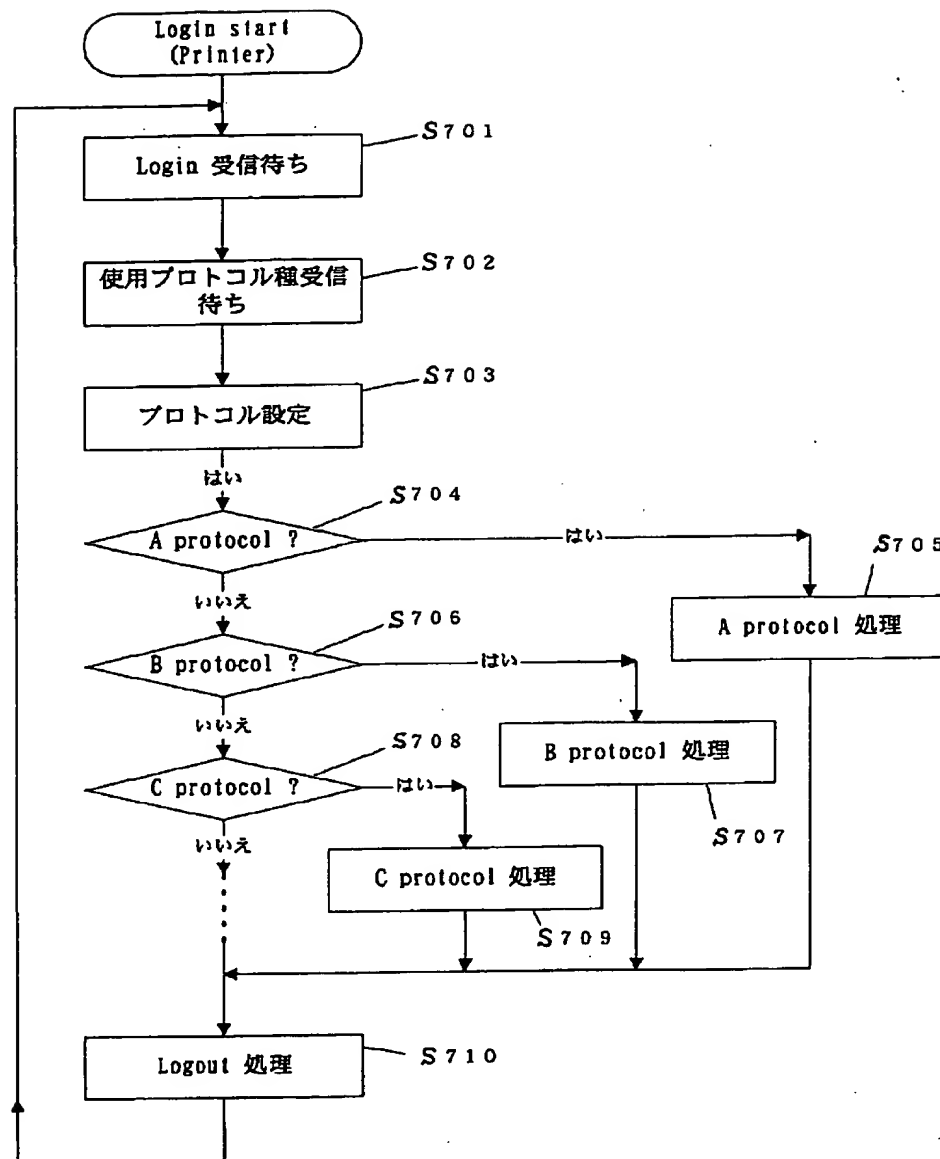 Login start
(Printer)
S701
Login 受信待ち
S702
使用プロトコル種受信
待ち
S703
プロトコル設定
はい
S704
A protocol ?
はい
S705
いいえ
A protocol 処理
S706
B protocol ?
はい
いいえ
B protocol 処理
S708
C protocol ?
はい
S707
いいえ
C protocol 処理
S709
Logout 処理
S710